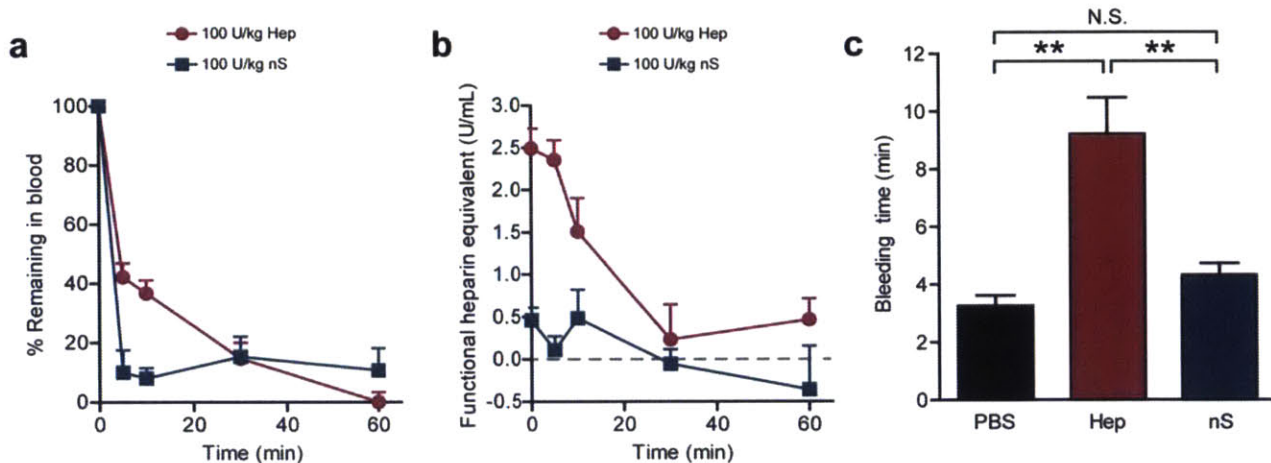 a
100 U/kg Hep
100 U/kg nS
% Remaining in blood
100
80
60
40
20
0
0 20 40 60
Time (min)
b
100 U/kg Hep
100 U/kg nS
Functional heparin equivalent (U/mL)
3.0
2.5
2.0
1.5
1.0
0.5
0.0
-0.5
0 20 40 60
Time (min)
c
N.S.
** **
Bleeding time (min)
12
10
8
6
4
2
0
PBS Hep nS